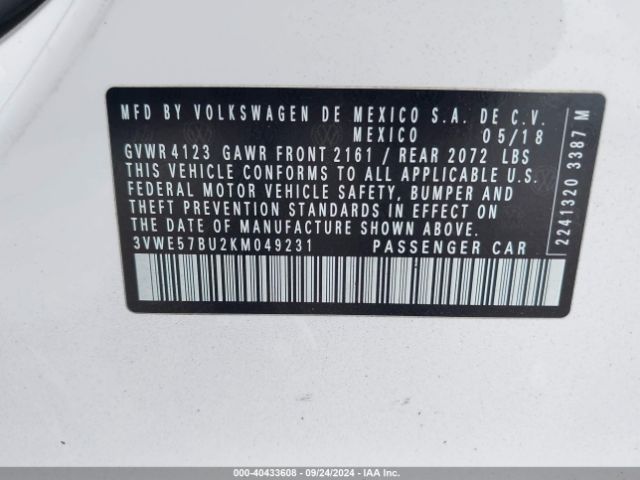 MFD BY VOLKSWAGEN DE MEXICO S.A. DE C.V.
MEXICO 05/18
GVWR 4123 GAWR FRONT 2161 / REAR 2072 LBS
THIS VEHICLE CONFORMS TO ALL APPLICABLE U.S.
FEDERAL MOTOR VEHICLE SAFETY, BUMPER AND
THEFT PREVENTION STANDARDS IN EFFECT ON
THE DATE OF MANUFACTURE SHOWN ABOVE.
3VWE57BU2KM049231 PASSENGER CAR
2241320 3387 M
000-40433608 - 09/24/2024 - IAA Inc.